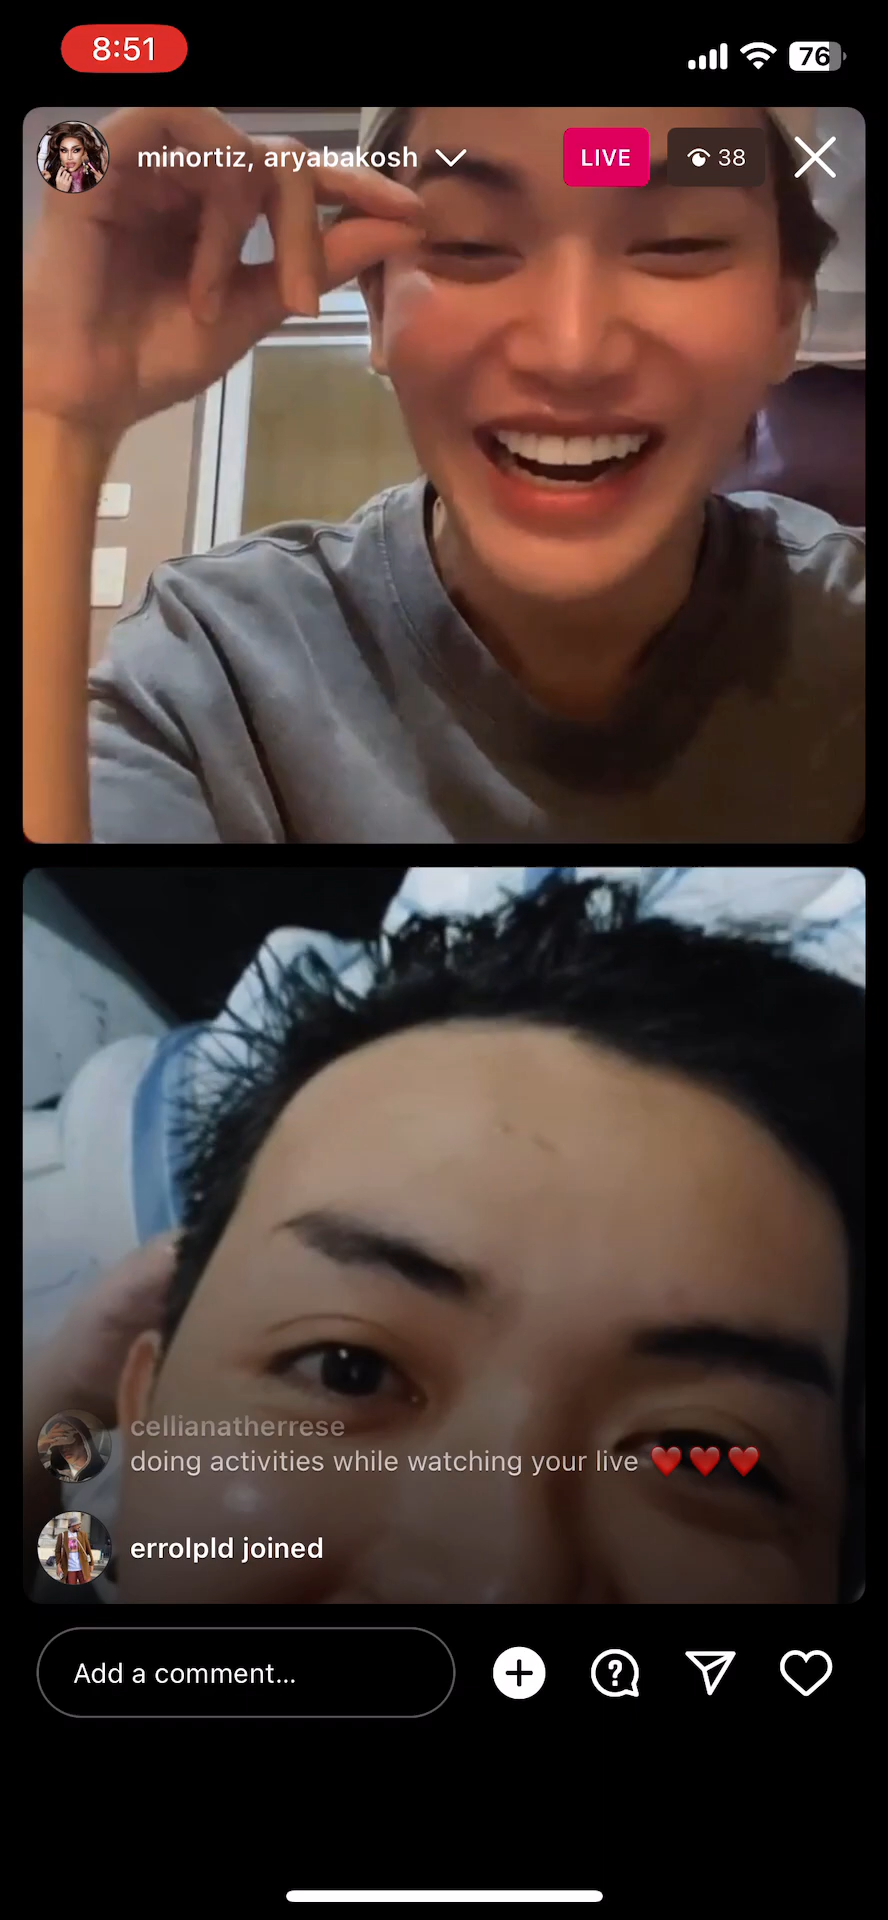 8:51
76
minortiz, aryabakosh
LIVE
38
cellianatherrese
doing activities while watching your live ❤️❤️❤️
errolpld joined
Add a comment...